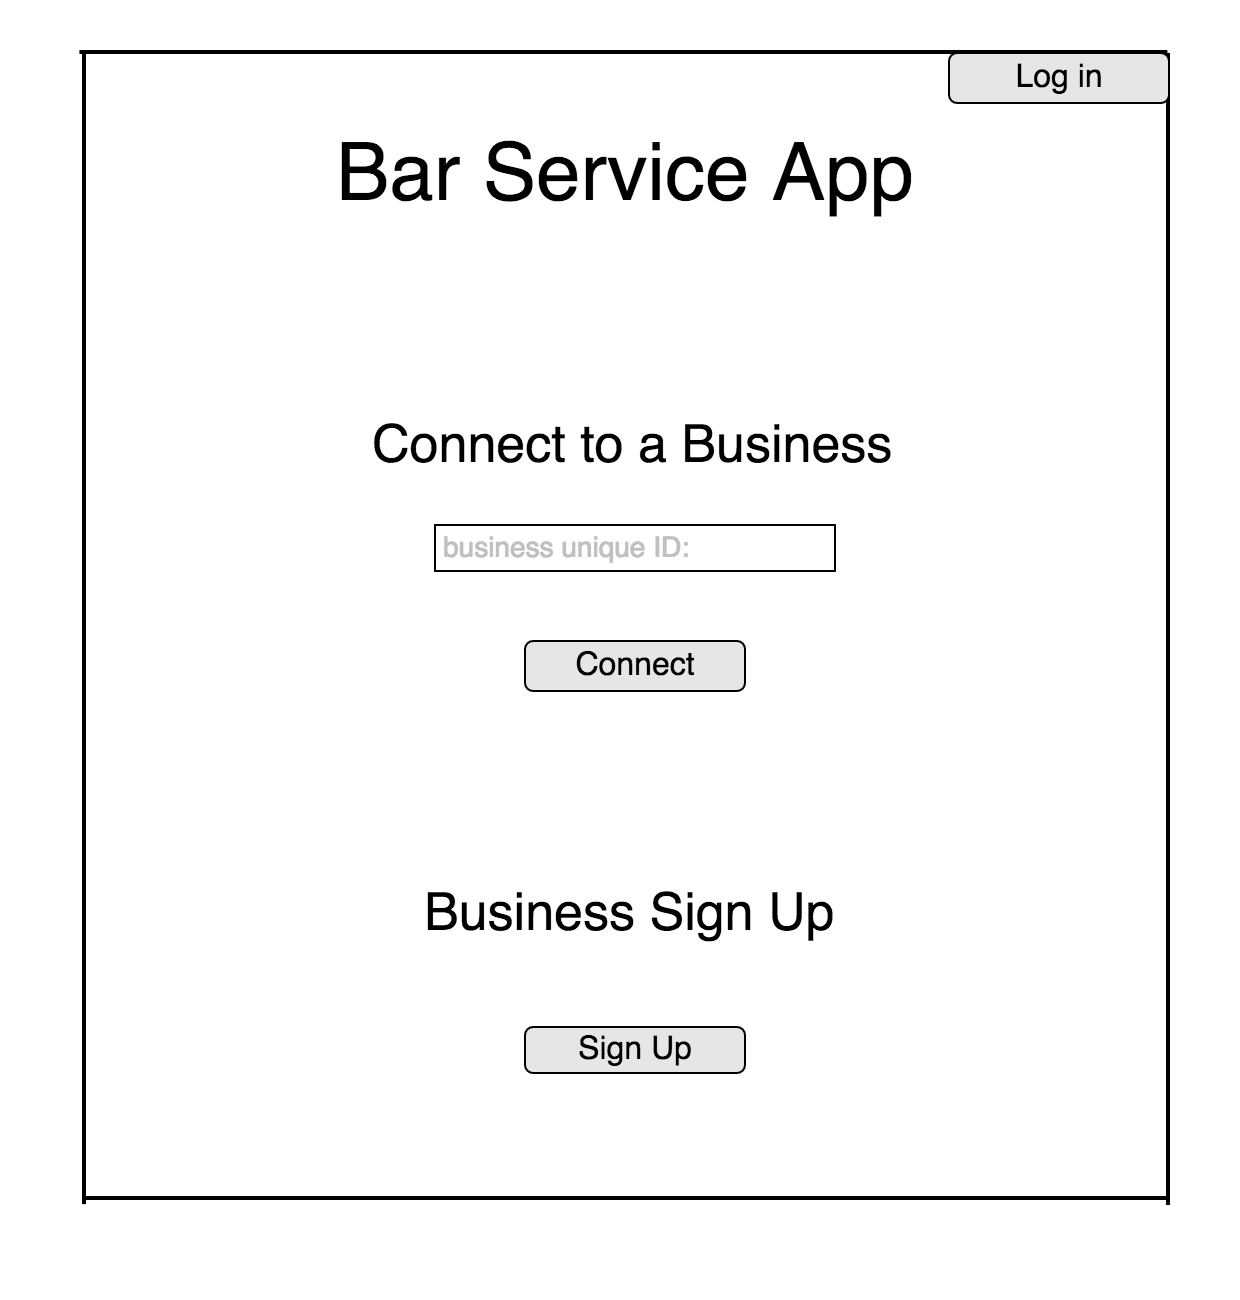 Log in
Bar Service App
Connect to a Business
business unique ID:
Connect
Business Sign Up
Sign Up